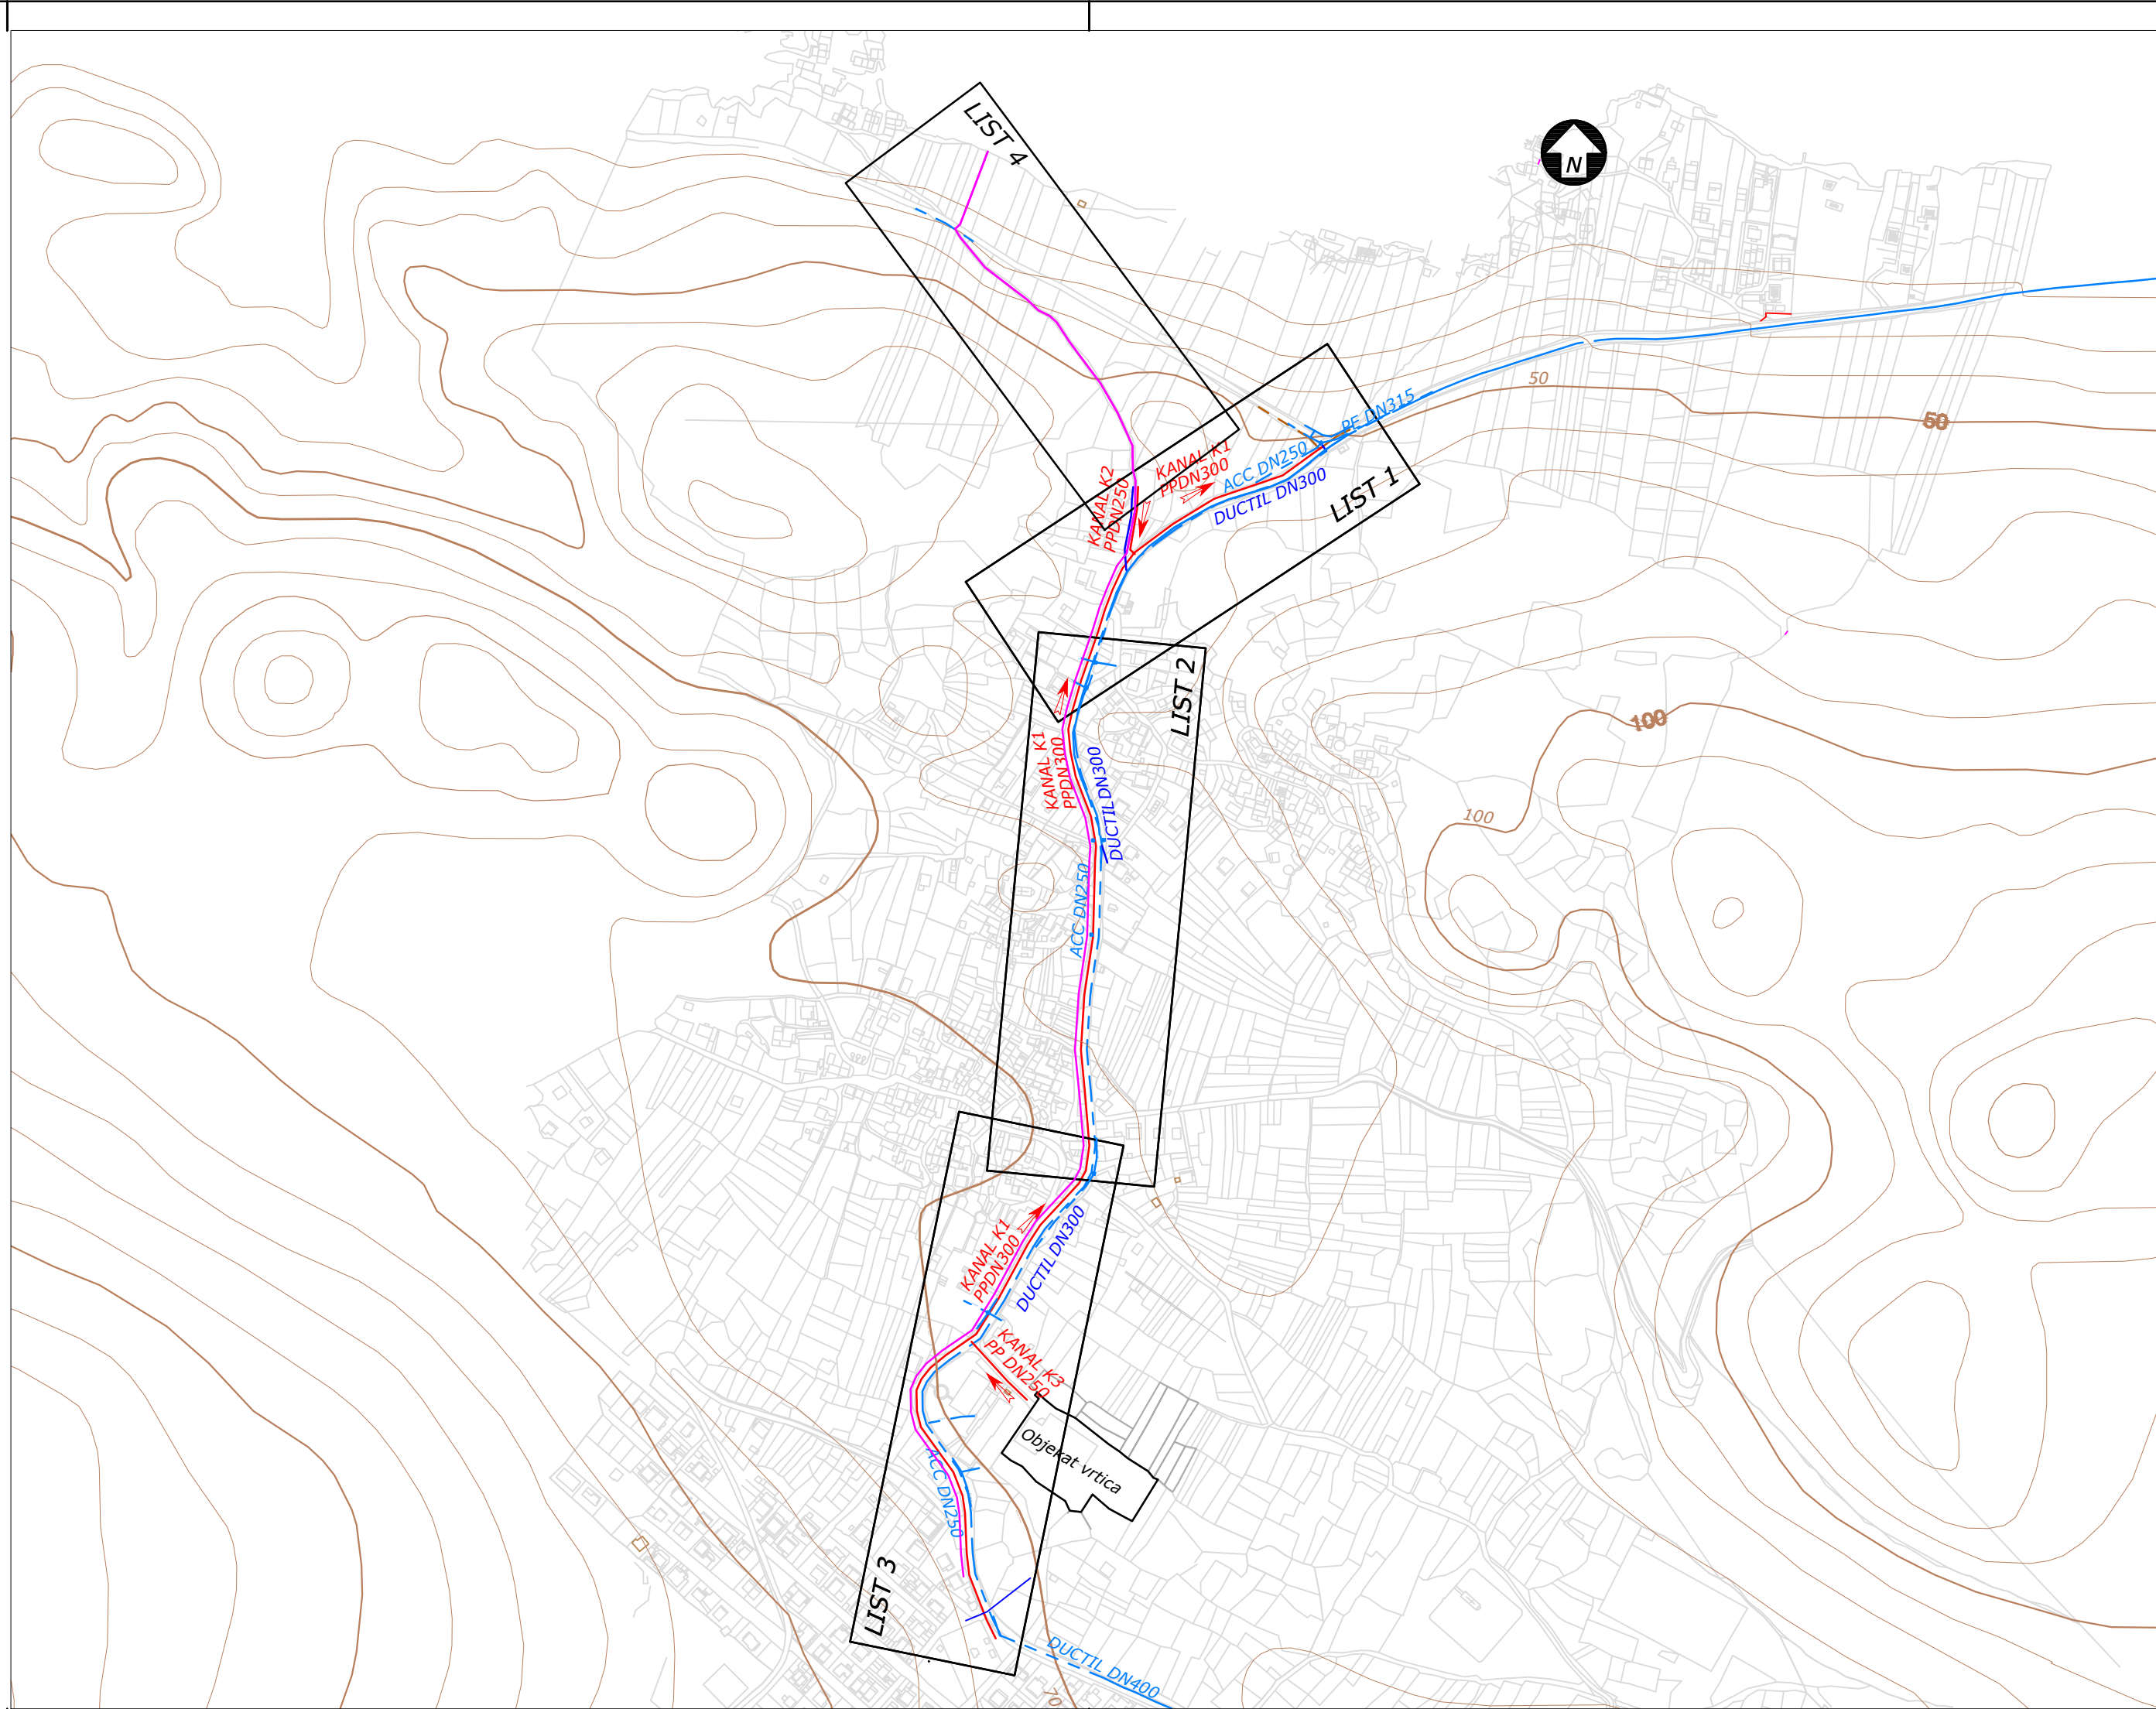 LIST 4
N
PE DN315
50
50
KANAL K1
PPDN300
ACC DN250
DUCTIL DN300
LIST 1
KANAL K2
PPDN250
LIST 2
100
100
KANAL K1
PPDN300
DUCTIL DN300
ACC DN250
KANAL K1
PPDN300
DUCTIL DN300
KANAL K3
PP DN250
Objekat vrtica
ACC DN250
LIST 3
DUCTIL DN400
70